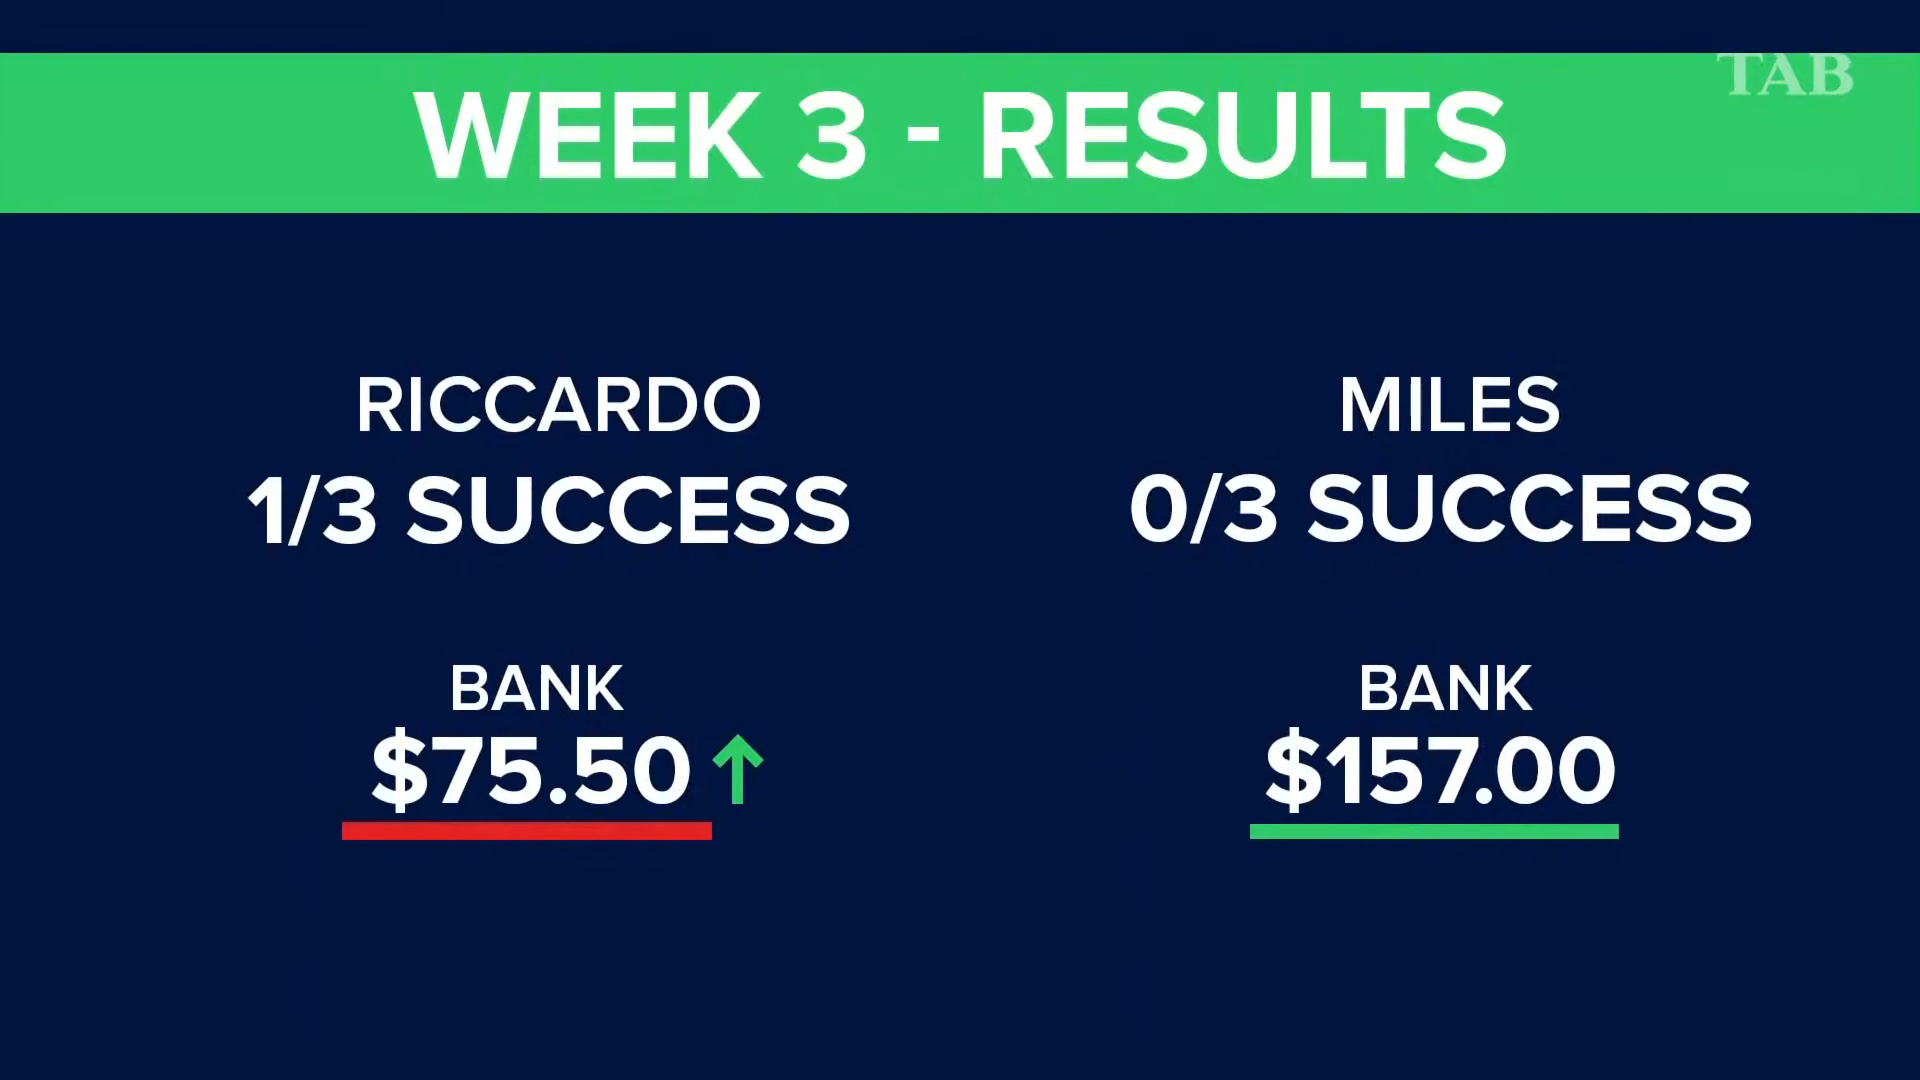 TAB
WEEK 3 - RESULTS
RICCARDO
1/3 SUCCESS
BANK
$75.50↑
MILES
0/3 SUCCESS
BANK
$157.00